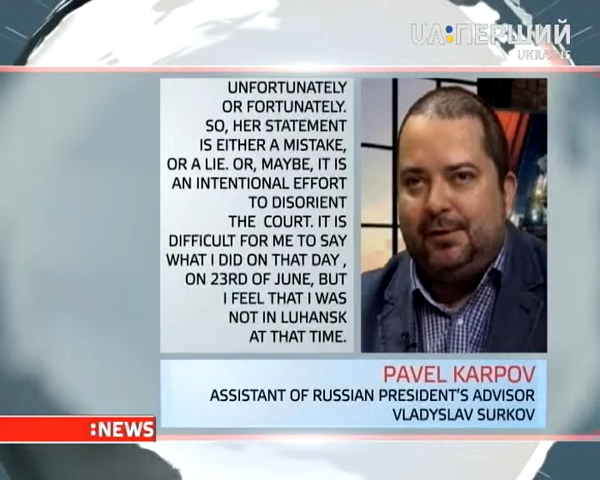 UA:ПЕРШИЙ
UKRAINE
UNFORTUNATELY
OR FORTUNATELY.
SO, HER STATEMENT
IS EITHER A MISTAKE,
OR A LIE. OR, MAYBE, IT IS
AN INTENTIONAL EFFORT
TO DISORIENT
THE COURT. IT IS
DIFFICULT FOR ME TO SAY
WHAT I DID ON THAT DAY ,
ON 23RD OF JUNE, BUT
I FEEL THAT I WAS
NOT IN LUHANSK
AT THAT TIME.
PAVEL KARPOV
ASSISTANT OF RUSSIAN PRESIDENT'S ADVISOR
VLADYSLAV SURKOV
:NEWS